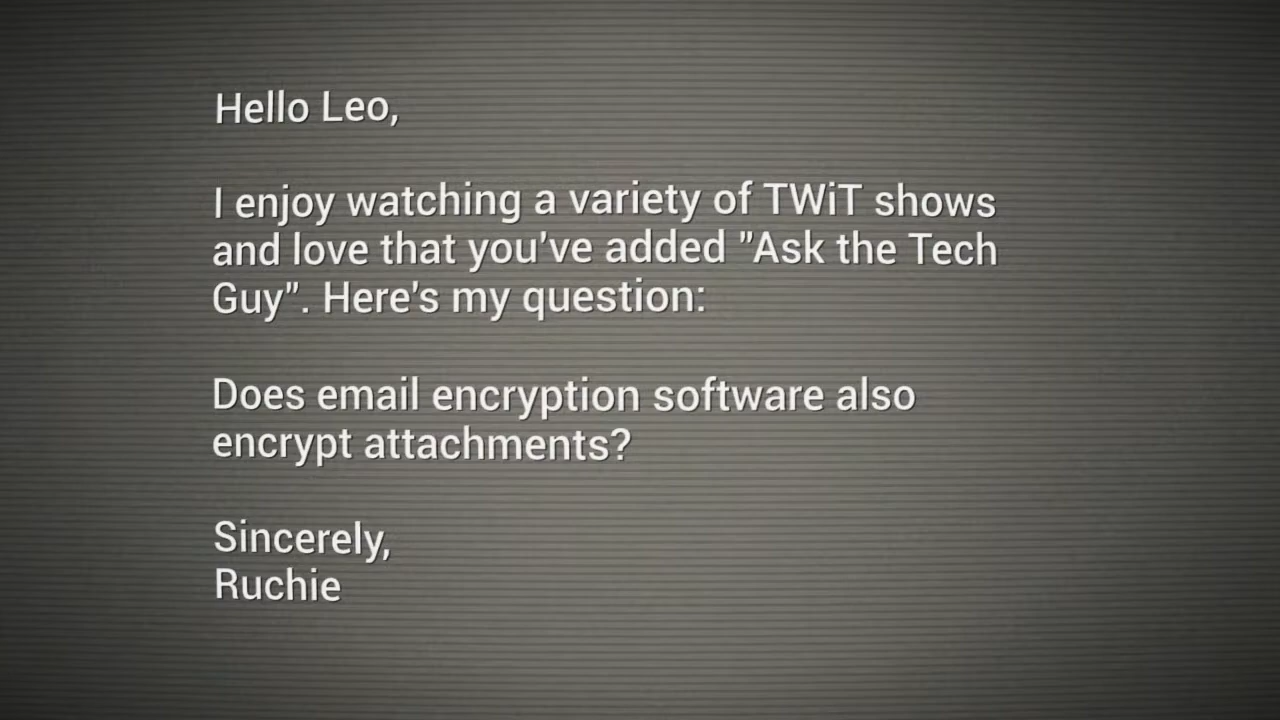 Hello Leo,
I enjoy watching a variety of TWiT shows
and love that you've added "Ask the Tech
Guy". Here's my question:
Does email encryption software also
encrypt attachments?
Sincerely,
Ruchie